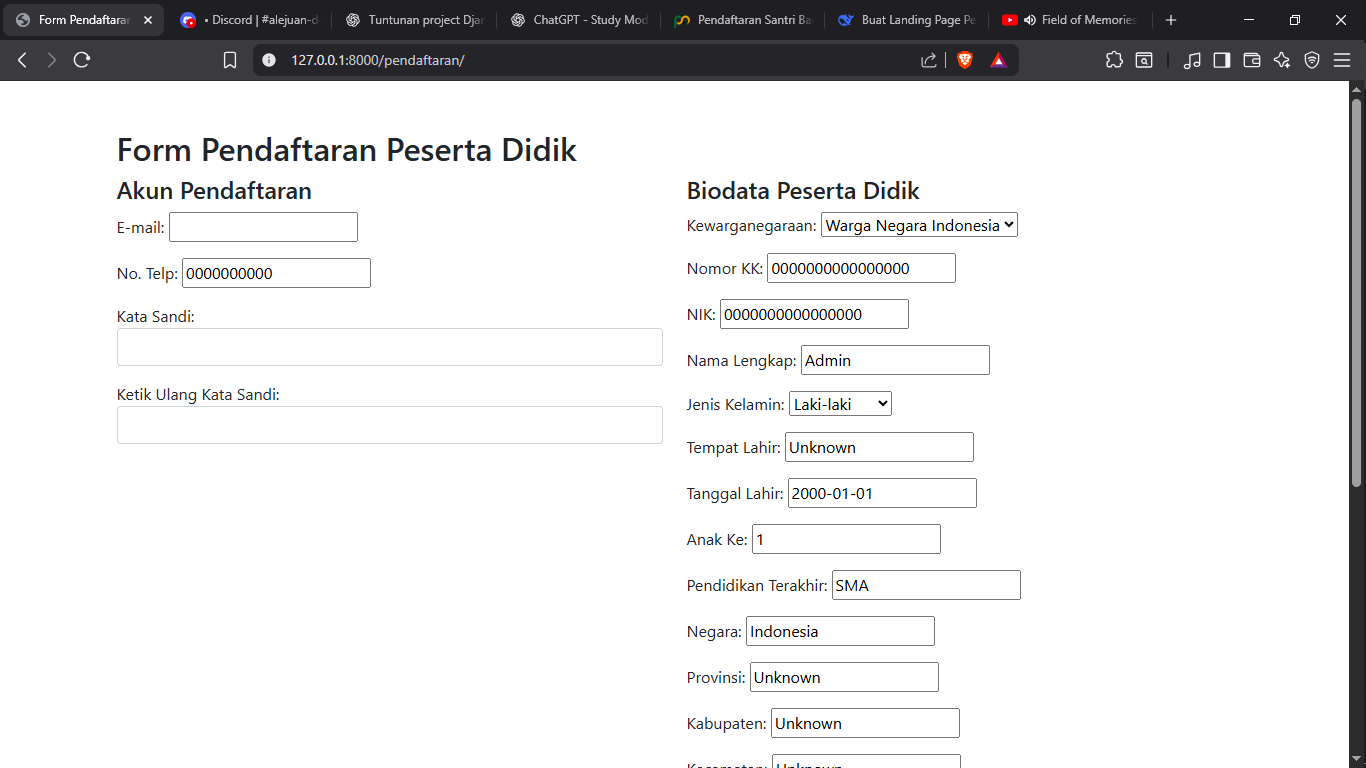 Form Pendaftaran
• Discord | #alejuan-d
Tuntunan project Djan
ChatGPT - Study Mod
Pendaftaran Santri Ba
Buat Landing Page Pe
Field of Memories
127.0.0.1:8000/pendaftaran/
Form Pendaftaran Peserta Didik
Akun Pendaftaran
E-mail:
No. Telp: 0000000000
Kata Sandi:
Ketik Ulang Kata Sandi:
Biodata Peserta Didik
Kewarganegaraan: Warga Negara Indonesia
Nomor KK: 0000000000000000
NIK: 0000000000000000
Nama Lengkap: Admin
Jenis Kelamin: Laki-laki
Tempat Lahir: Unknown
Tanggal Lahir: 2000-01-01
Anak Ke: 1
Pendidikan Terakhir: SMA
Negara: Indonesia
Provinsi: Unknown
Kabupaten: Unknown
Kecamatan: Unknown